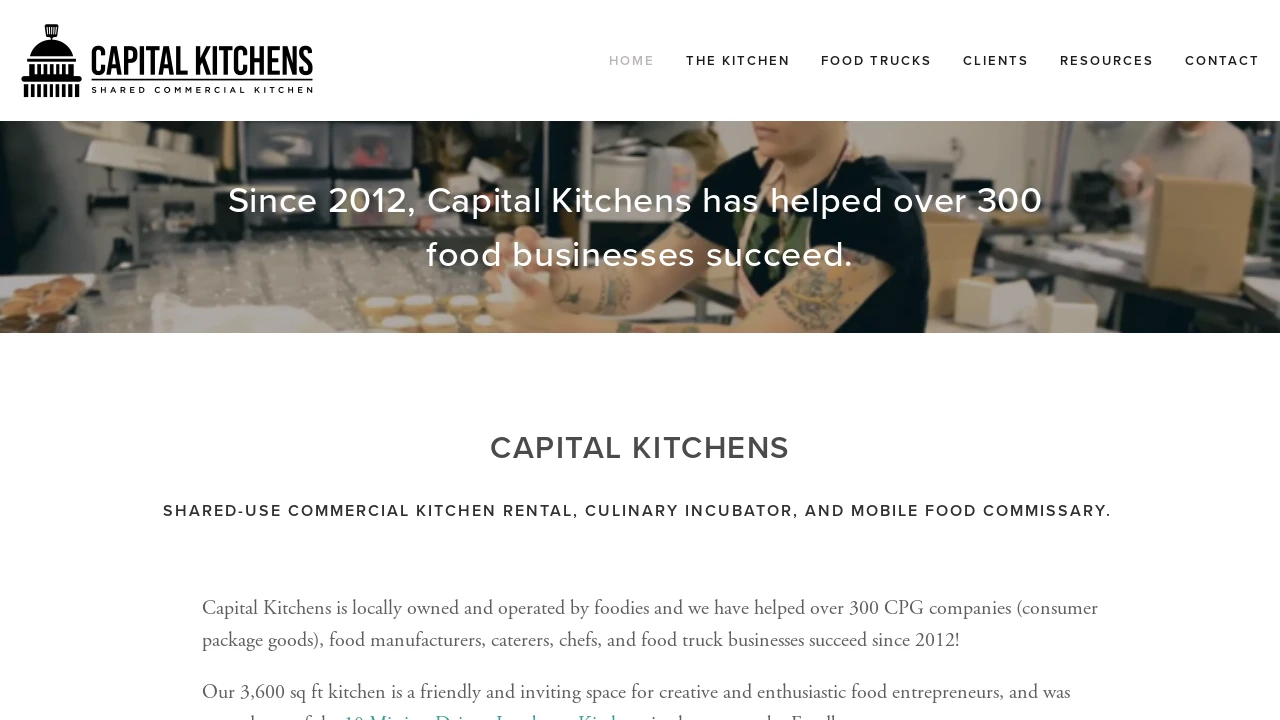 CAPITAL KITCHENS
SHARED COMMERCIAL KITCHEN
HOME THE KITCHEN FOOD TRUCKS CLIENTS RESOURCES CONTACT
Since 2012, Capital Kitchens has helped over 300
food businesses succeed.
CAPITAL KITCHENS
SHARED-USE COMMERCIAL KITCHEN RENTAL, CULINARY INCUBATOR, AND MOBILE FOOD COMMISSARY.
Capital Kitchens is locally owned and operated by foodies and we have helped over 300 CPG companies (consumer
package goods), food manufacturers, caterers, chefs, and food truck businesses succeed since 2012!
Our 3,600 sq ft kitchen is a friendly and inviting space for creative and enthusiastic food entrepreneurs, and was